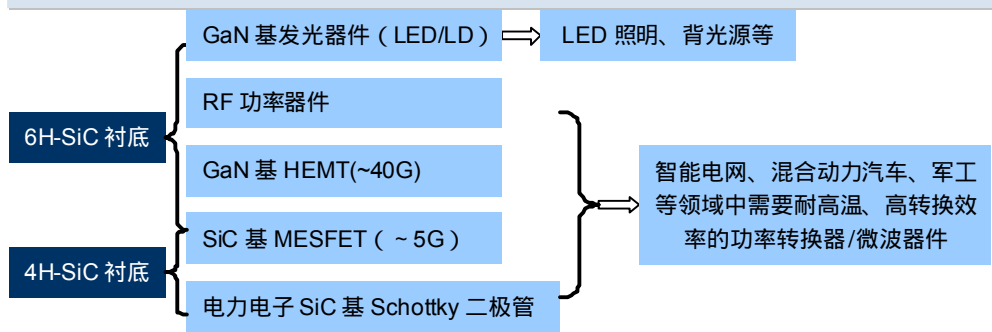 GaN 基发光器件（LED/LD）
LED 照明、背光源等
RF 功率器件
6H-SiC 衬底
GaN 基 HEMT(~40G)
智能电网、混合动力汽车、军工
等领域中需要耐高温、高转换效
率的功率转换器/微波器件
SiC 基 MESFET（ ~ 5G）
4H-SiC 衬底
电力电子 SiC 基 Schottky 二极管